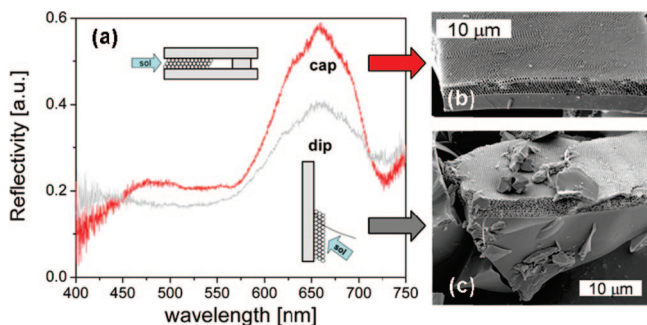 (a)
0.6
0.4
0.2
0.0
Reflectivity [a.u.]
400 450 500 550 600 650 700 750
wavelength [nm]
sol
cap
dip
sol
10 µm
(b)
(c)
10 µm